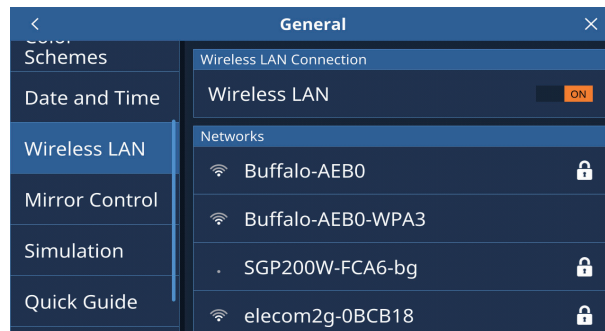 General
Color
Schemes
Date and Time
Wireless LAN
Mirror Control
Simulation
Quick Guide
Wireless LAN Connection
Wireless LAN
ON
Networks
Buffalo-AEB0
Buffalo-AEB0-WPA3
SGP200W-FCA6-bg
elecom2g-0BCB18